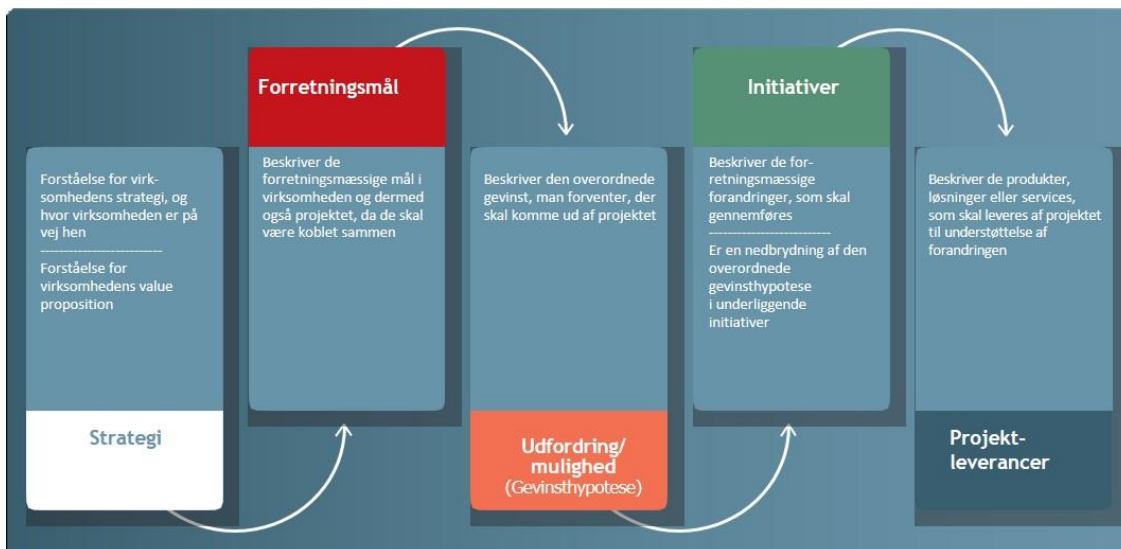 Forståelse for virk-
somhedens strategi, og
hvor virksomheden er på
vej hen
---------------------------
Forståelse for
virksomhedens value
proposition
Strategi
Forretningsmål
Beskriver de
forretningsmæssige mål i
virksomheden og dermed
også projektet, da de skal
være koblet sammen
Beskriver den overordnede
gevinst, man forventer, der
skal komme ud af projektet
Udfordring/
mulighed
(Gevinsthypotese)
Initiativer
Beskriver de for-
retningsmæssige
forandringer, som skal
gennemføres
---------------------------
Er en nedbrydning af den
overordnede
gevinsthypotese
i underliggende
initiativer
Beskriver de produkter,
løsninger eller services,
som skal leveres af projektet
til understøttelse af
forandringen
Projekt-
leverancer